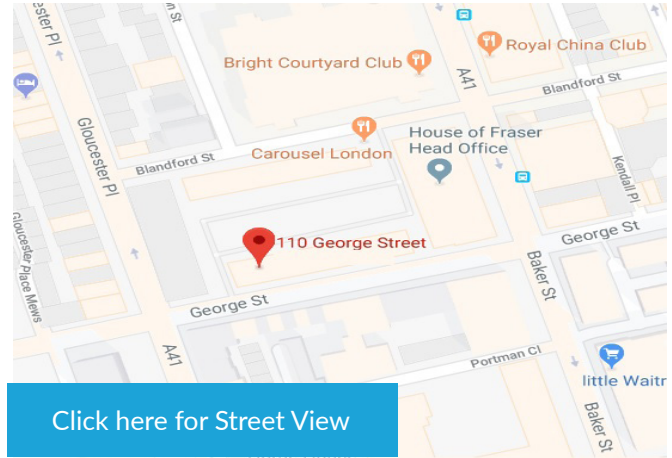 n St
Royal China Club
Bright Courtyard Club
A41
Blandford St
Gloucester Pl
Carousel London
House of Fraser
Head Office
Blandford St
Kendall Pl
110 George Street
George St
Gloucester Place Mews
George St
Baker St
A41
Portman Cl
little Waitr
Baker St
Click here for Street View